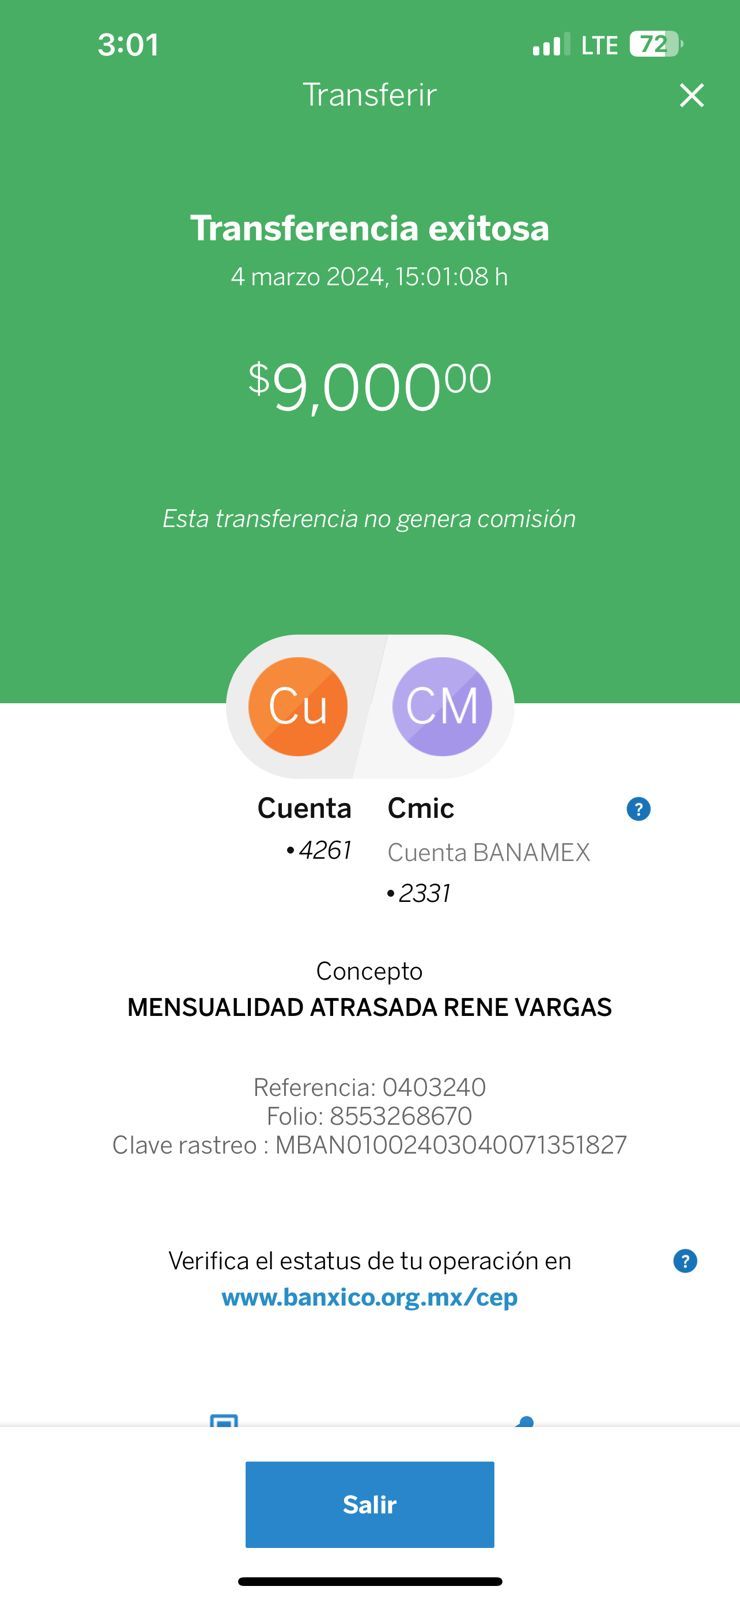 3:01
LTE 72
Transferir
Transferencia exitosa
4 marzo 2024, 15:01:08 h
$9,00000
Esta transferencia no genera comisión
Cu CM
Cuenta Cmic ?
•4261 Cuenta BANAMEX
•2331
Concepto
MENSUALIDAD ATRASADA RENE VARGAS
Referencia: 0403240
Folio: 8553268670
Clave rastreo : MBAN01002403040071351827
Verifica el estatus de tu operación en ?
www.banxico.org.mx/cep
Salir